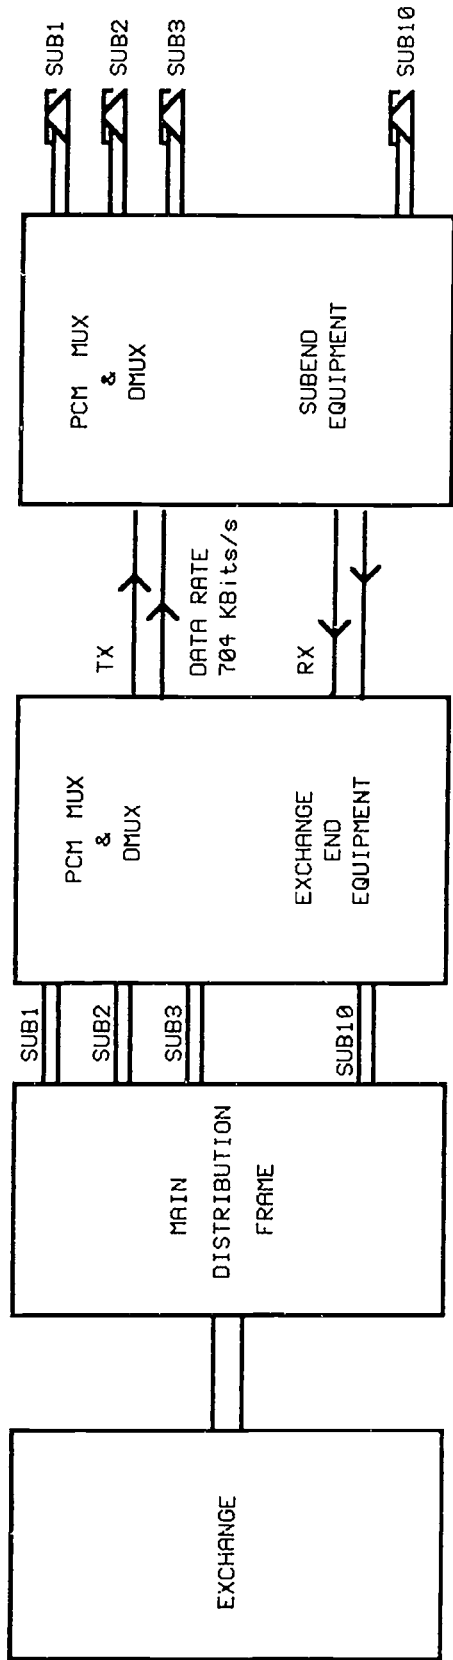 EXCHANGE
MAIN
DISTRIBUTION
FRAME
SUB1
SUB2
SUB3
SUB10
PCM MUX
&
DMUX
EXCHANGE
END
EQUIPMENT
TX
DATA RATE
704 KBits/s
RX
PCM MUX
&
DMUX
SUBEND
EQUIPMENT
SUB1
SUB2
SUB3
SUB10